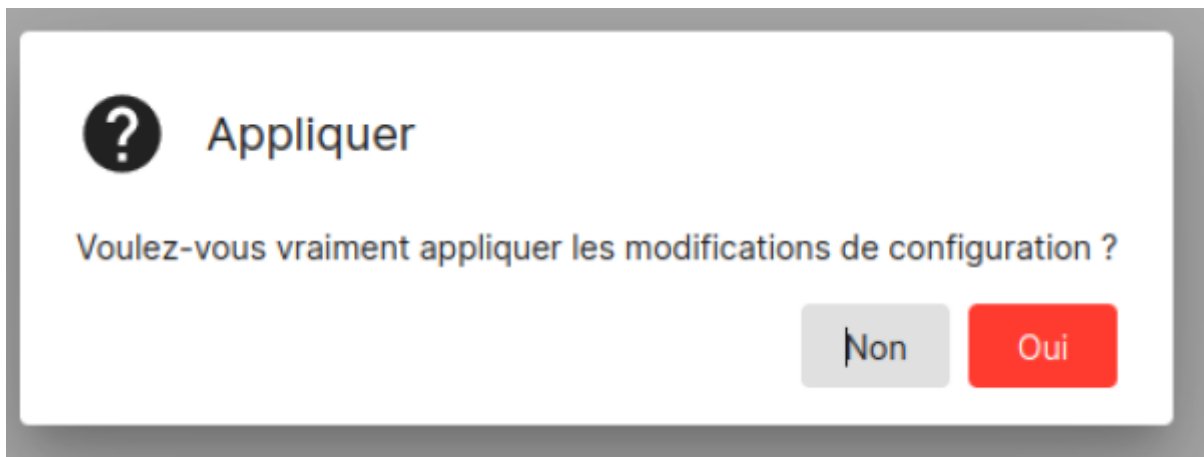 Appliquer
Voulez-vous vraiment appliquer les modifications de configuration ?
Non
Oui